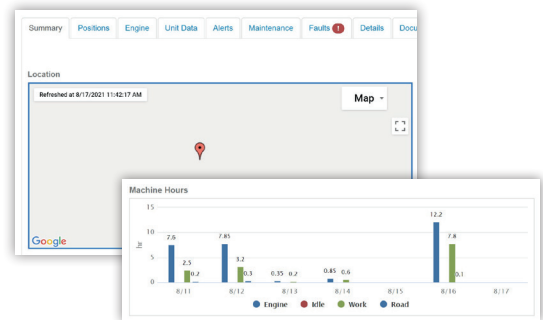 Summary Positions Engine Unit Data Alerts Maintenance Faults 1 Details Docu
Location
Refreshed at 8/17/2021 11:42:17 AM
Map
Google
Machine Hours
15
10
5
0
hr
7.6 2.5 0.2
7.85 3.2 0.3
0.35 0.2
0.85 0.6
12.2 7.8 0.1
8/11 8/12 8/13 8/14 8/15 8/16 8/17
Engine Idle Work Road